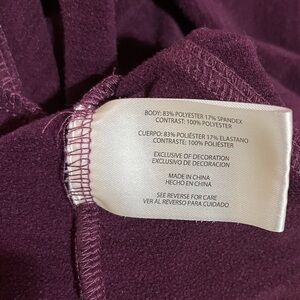 BODY: 83% POLYESTER 17% SPANDEX
CONTRAST: 100% POLYESTER
CUERPO: 83% POLIÉSTER 17% ELASTANO
CONTRASTE: 100% POLIÉSTER
EXCLUSIVE OF DECORATION
EXCLUSIVO DE DECORACION
MADE IN CHINA
HECHO EN CHINA
SEE REVERSE FOR CARE
VER AL REVERSO PARA CUIDADO